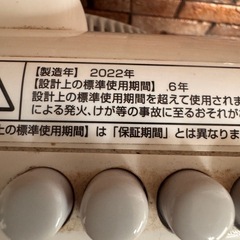 【製造年】 2022年
【設計上の標準使用期間】 6年
設計上の標準使用期間を超えて使用されま
による発火、けが等の事故に至るおそれが
上の標準使用期間】は「保証期間」とは異なりま